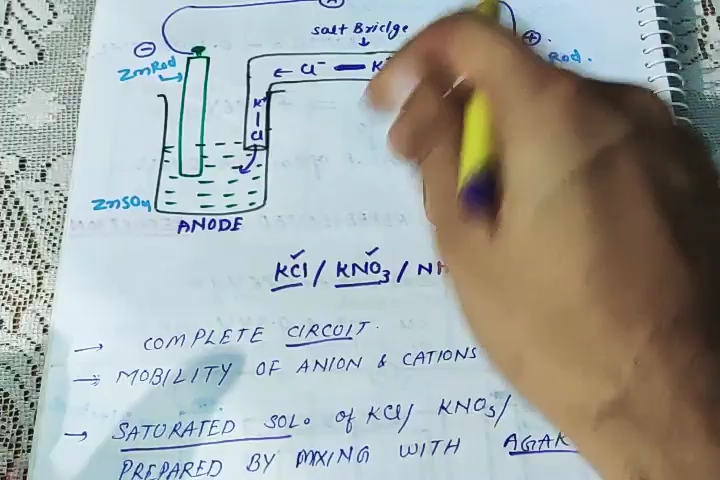 A
Salt Bridge
⊖
⊕
Zn Rod
Rod.
← Cl⁻ — K
K⁺
Cl
ZnSO₄
ANODE
KCl / KNO₃ / NH
→ COMPLETE CIRCUIT.
→ MOBILITY OF ANION & CATIONS
→ SATURATED SOL. of KCl/ KNO₃/
PREPARED BY MIXING WITH AGAR